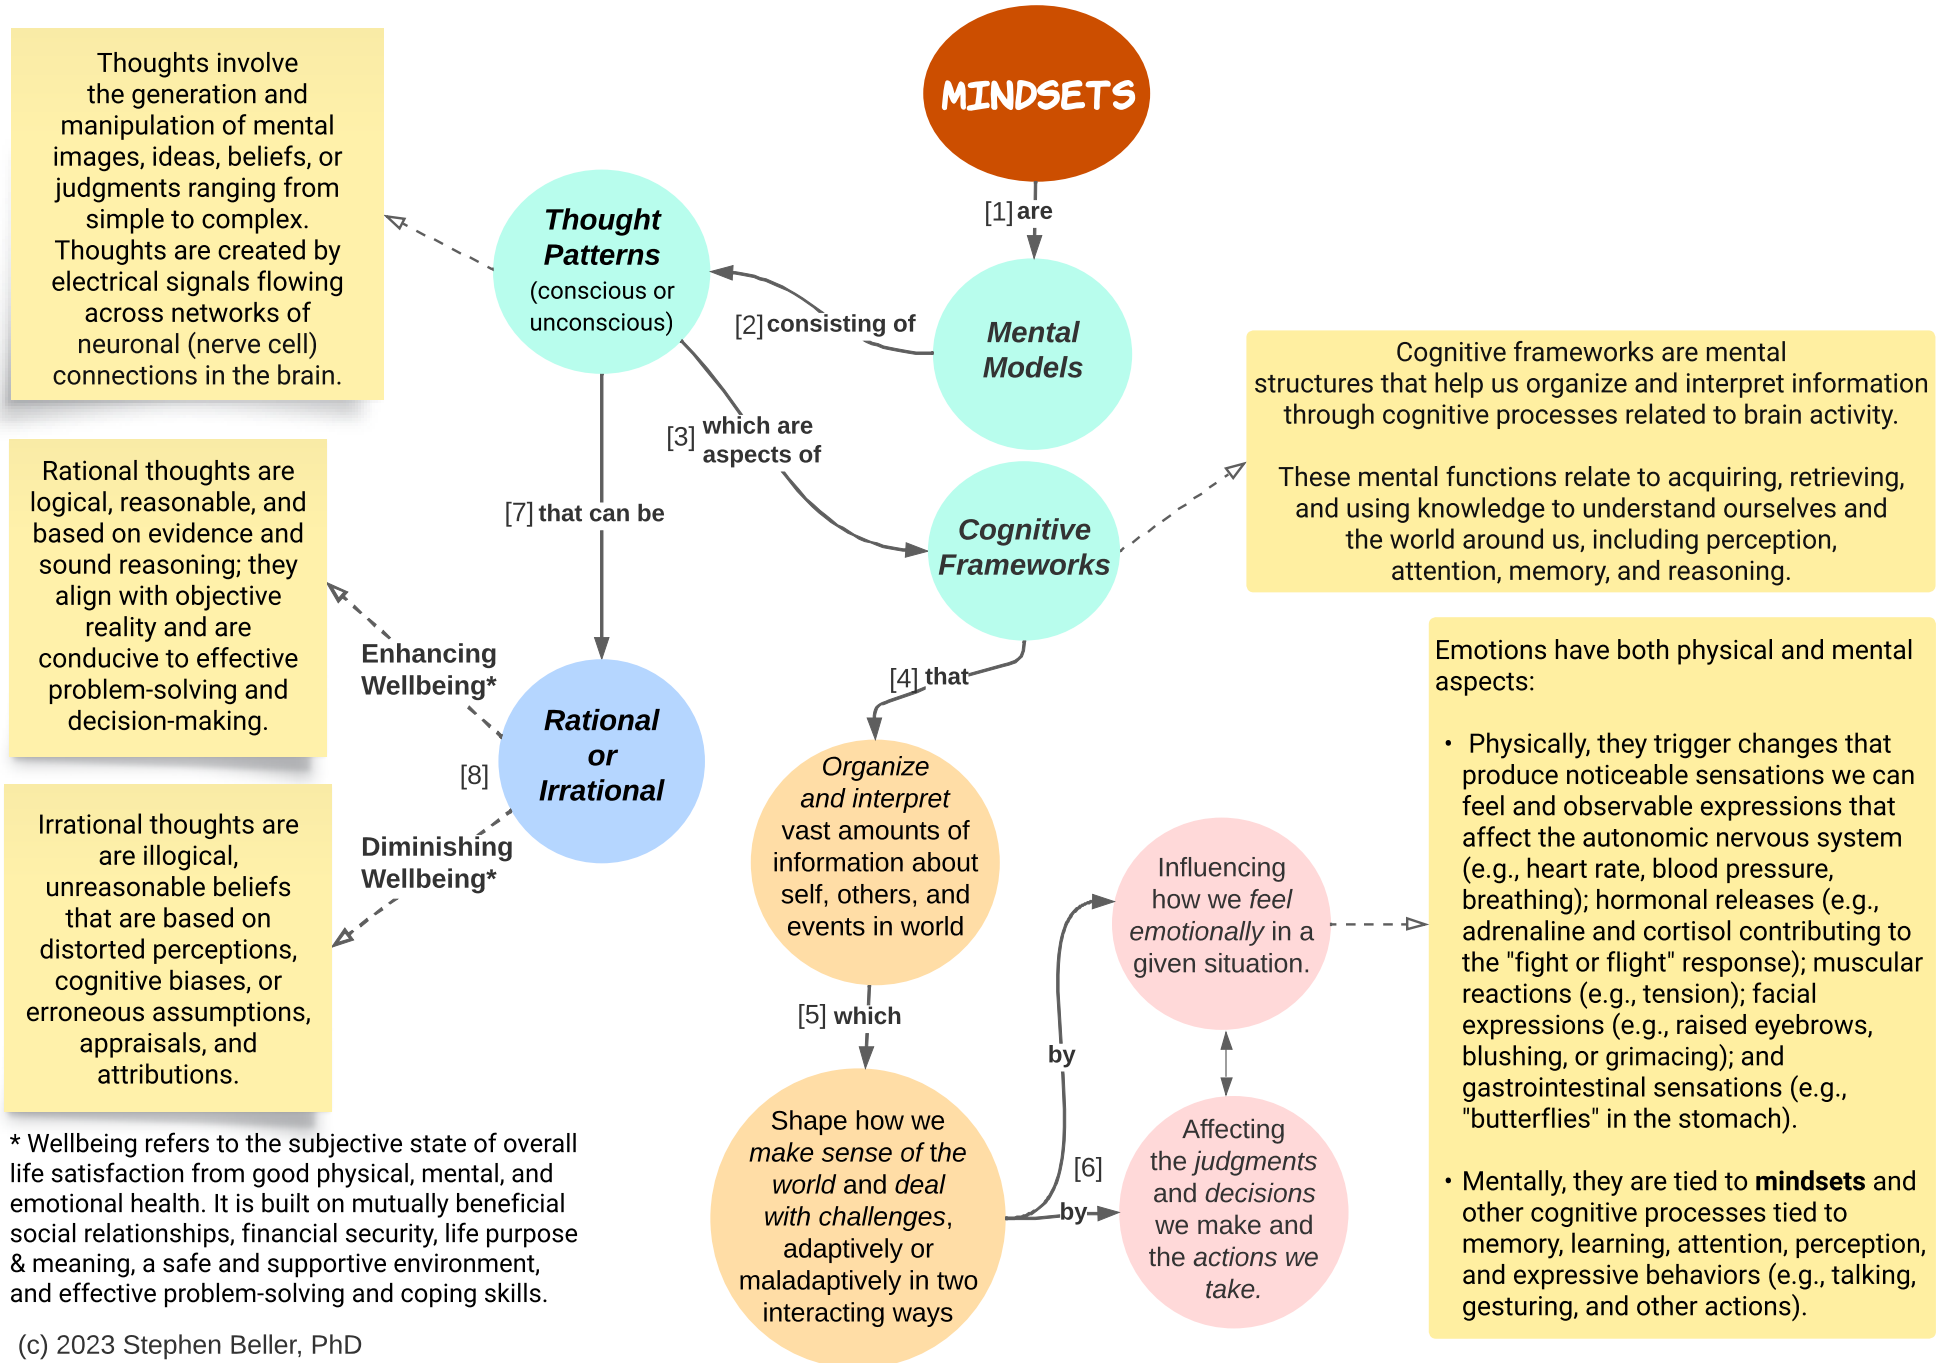 MINDSETS
[1] are
Mental
Models
[2] consisting of
Thought
Patterns
(conscious or
unconscious)
Thoughts involve
the generation and
manipulation of mental
images, ideas, beliefs, or
judgments ranging from
simple to complex.
Thoughts are created by
electrical signals flowing
across networks of
neuronal (nerve cell)
connections in the brain.
[3] which are
aspects of
Cognitive
Frameworks
Cognitive frameworks are mental
structures that help us organize and interpret information
through cognitive processes related to brain activity.
These mental functions relate to acquiring, retrieving,
and using knowledge to understand ourselves and
the world around us, including perception,
attention, memory, and reasoning.
[4] that
Organize
and interpret
vast amounts of
information about
self, others, and
events in world
[5] which
Shape how we
make sense of the
world and deal
with challenges,
adaptively or
maladaptively in two
interacting ways
[6]
by
by
Influencing
how we feel
emotionally in a
given situation.
Affecting
the judgments
and decisions
we make and
the actions we
take.
Emotions have both physical and mental
aspects:
• Physically, they trigger changes that
produce noticeable sensations we can
feel and observable expressions that
affect the autonomic nervous system
(e.g., heart rate, blood pressure,
breathing); hormonal releases (e.g.,
adrenaline and cortisol contributing to
the "fight or flight" response); muscular
reactions (e.g., tension); facial
expressions (e.g., raised eyebrows,
blushing, or grimacing); and
gastrointestinal sensations (e.g.,
"butterflies" in the stomach).
• Mentally, they are tied to mindsets and
other cognitive processes tied to
memory, learning, attention, perception,
and expressive behaviors (e.g., talking,
gesturing, and other actions).
[7] that can be
Rational
or
Irrational
[8]
Enhancing
Wellbeing*
Rational thoughts are
logical, reasonable, and
based on evidence and
sound reasoning; they
align with objective
reality and are
conducive to effective
problem-solving and
decision-making.
Diminishing
Wellbeing*
Irrational thoughts are
are illogical,
unreasonable beliefs
that are based on
distorted perceptions,
cognitive biases, or
erroneous assumptions,
appraisals, and
attributions.
* Wellbeing refers to the subjective state of overall
life satisfaction from good physical, mental, and
emotional health. It is built on mutually beneficial
social relationships, financial security, life purpose
& meaning, a safe and supportive environment,
and effective problem-solving and coping skills.
(c) 2023 Stephen Beller, PhD